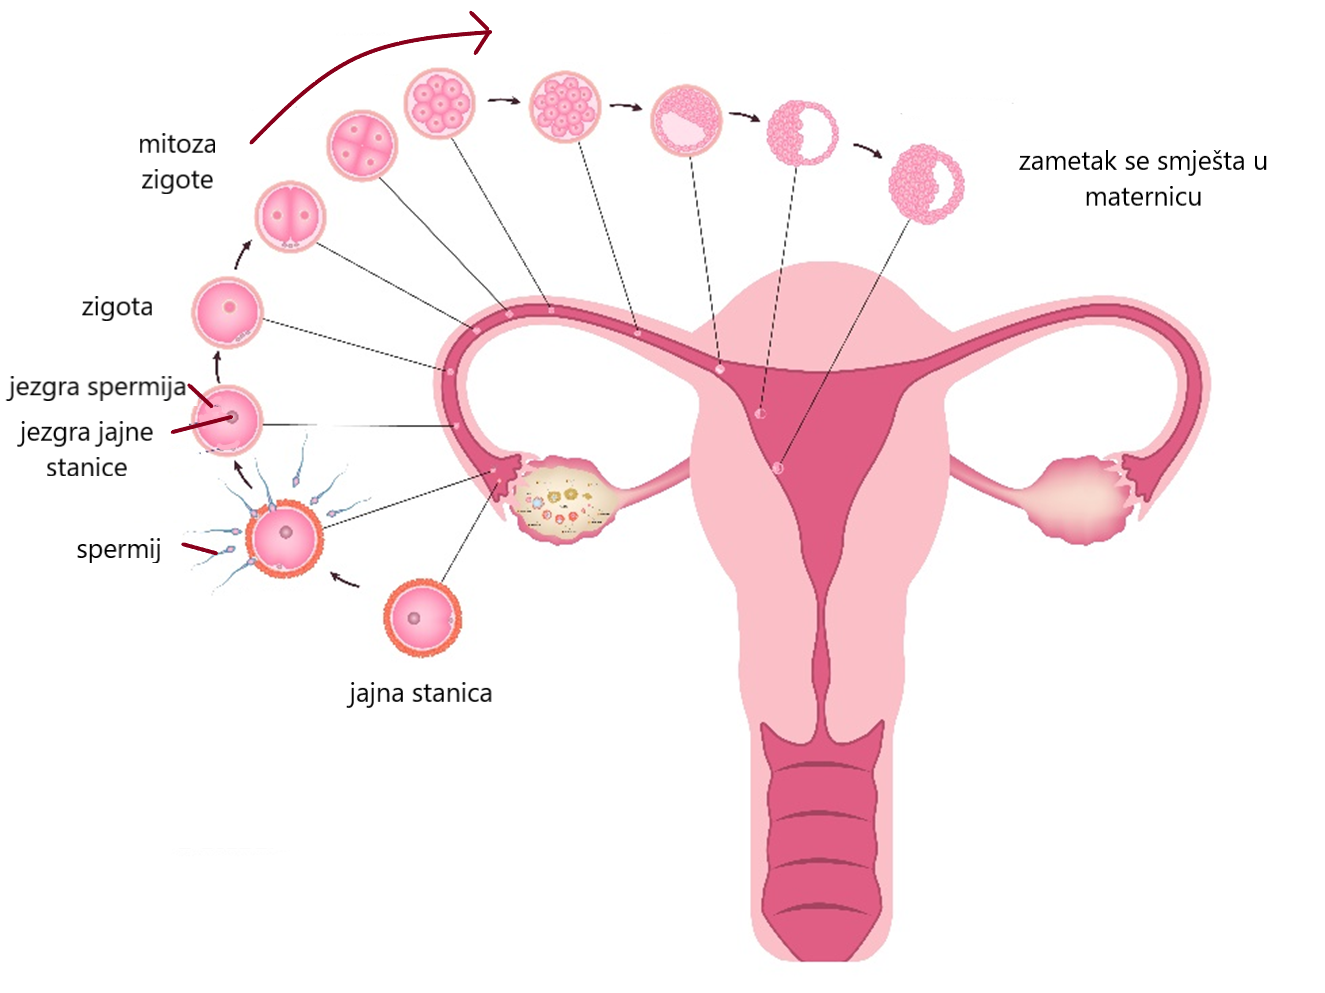 mitoza
zigote
zametak se smješta u
maternicu
zigota
jezgra spermija
jezgra jajne
stanice
spermij
jajna stanica